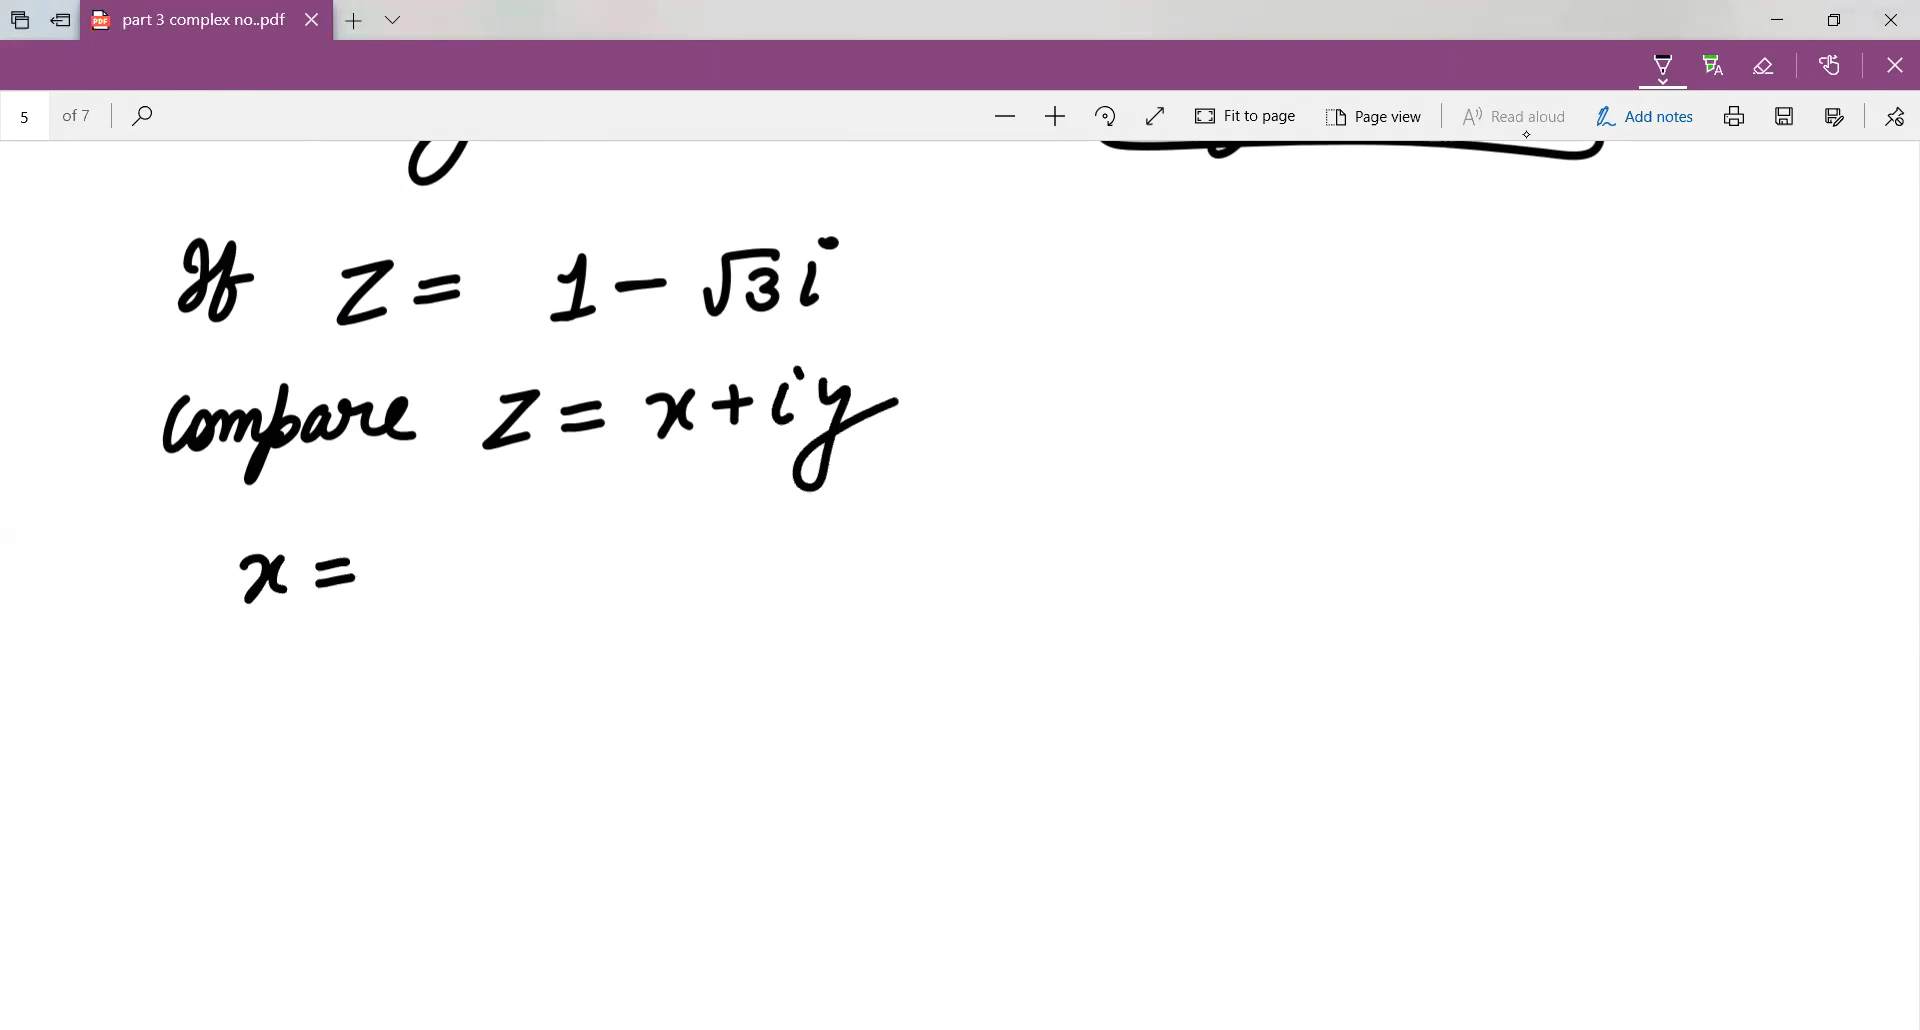 part 3 complex no..pdf
5 of 7 Fit to page Page view Read aloud Add notes
If z = 1 - √3 i
compare z = x + iy
x =